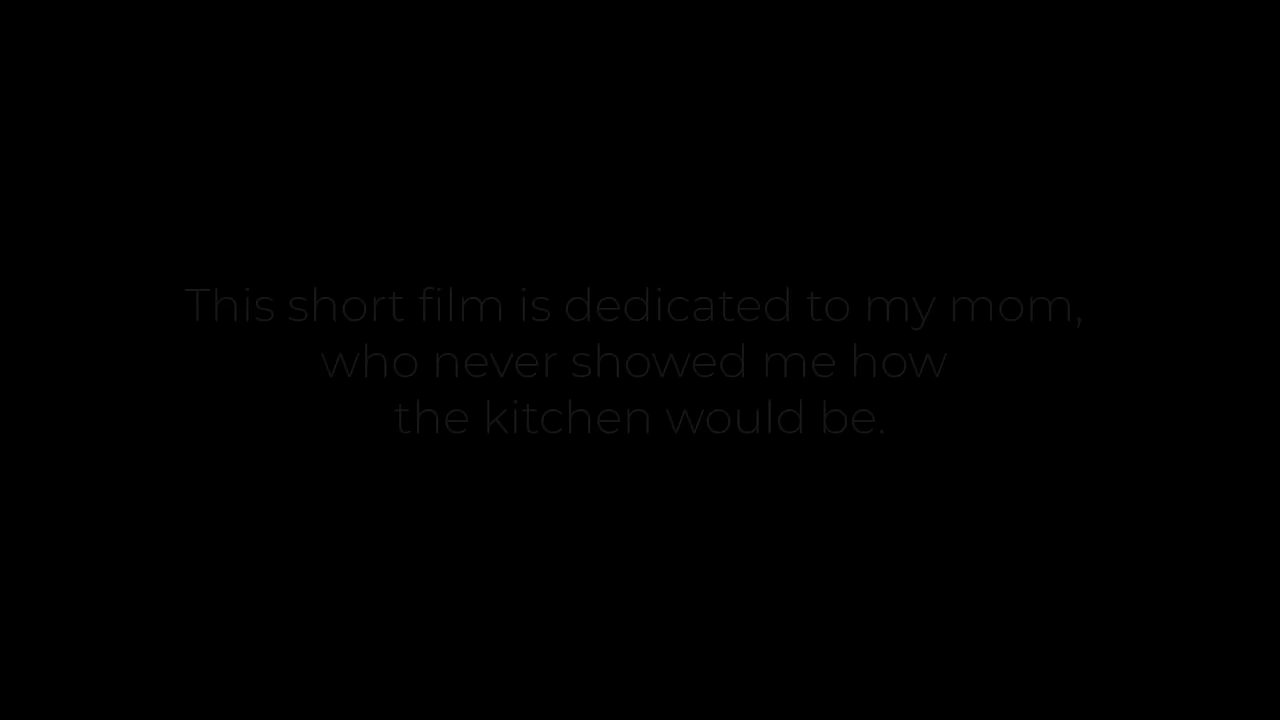 This short film is dedicated to my mom,
who never showed me how
the kitchen would be.